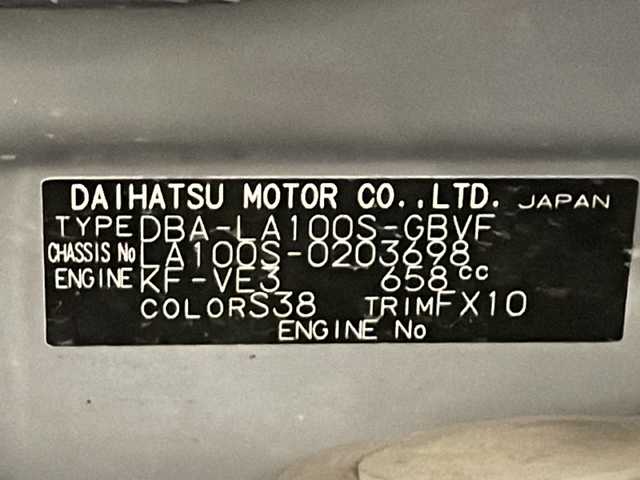 DAIHATSU MOTOR CO.,LTD. JAPAN
TYPE DBA-LA100S-GBVF
CHASSIS No LA100S-0203698
ENGINE KF-VE3 658cc
COLOR S38 TRIM FX10
ENGINE No